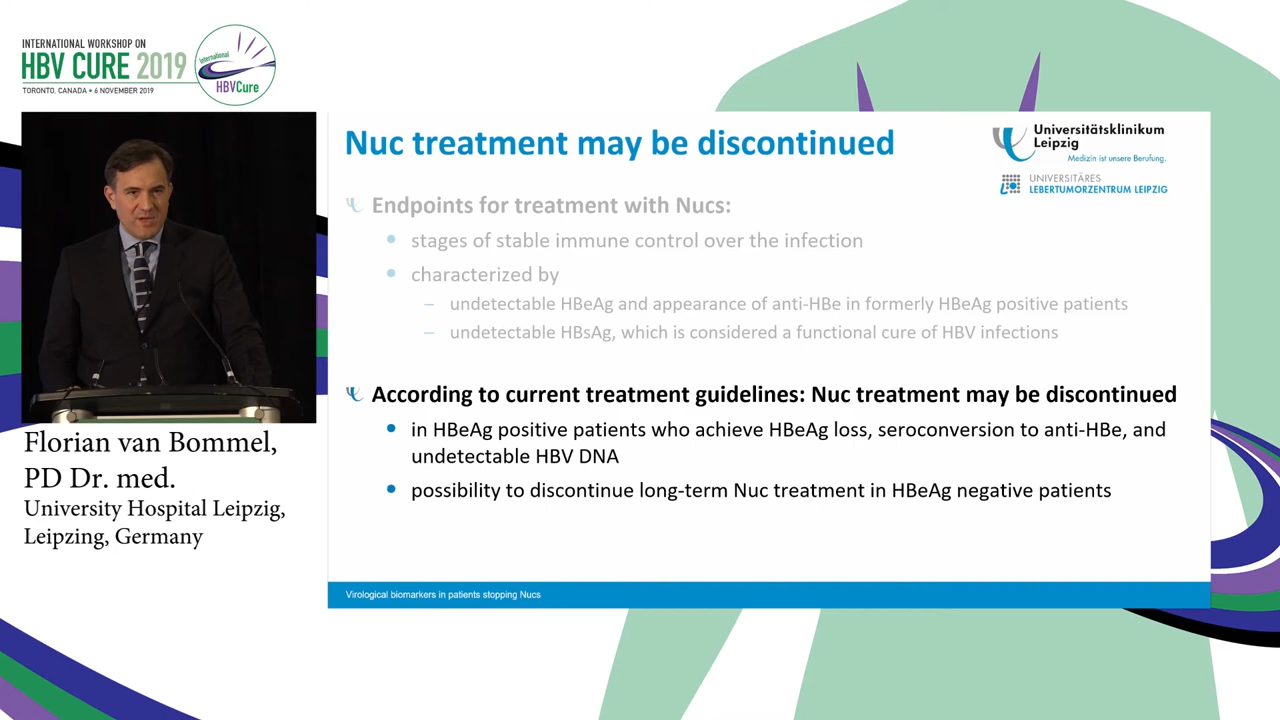 INTERNATIONAL WORKSHOP ON
HBV CURE 2019
TORONTO, CANADA • 6 NOVEMBER 2019
International
HBVCure
Nuc treatment may be discontinued
Universitätsklinikum
Leipzig
Medizin ist unsere Berufung.
UNIVERSITÄRES
LEBERTUMORZENTRUM LEIPZIG
Endpoints for treatment with Nucs:
• stages of stable immune control over the infection
• characterized by
– undetectable HBeAg and appearance of anti-HBe in formerly HBeAg positive patients
– undetectable HBsAg, which is considered a functional cure of HBV infections
According to current treatment guidelines: Nuc treatment may be discontinued
• in HBeAg positive patients who achieve HBeAg loss, seroconversion to anti-HBe, and
undetectable HBV DNA
• possibility to discontinue long-term Nuc treatment in HBeAg negative patients
Virological biomarkers in patients stopping Nucs
Florian van Bommel,
PD Dr. med.
University Hospital Leipzig,
Leipzing, Germany